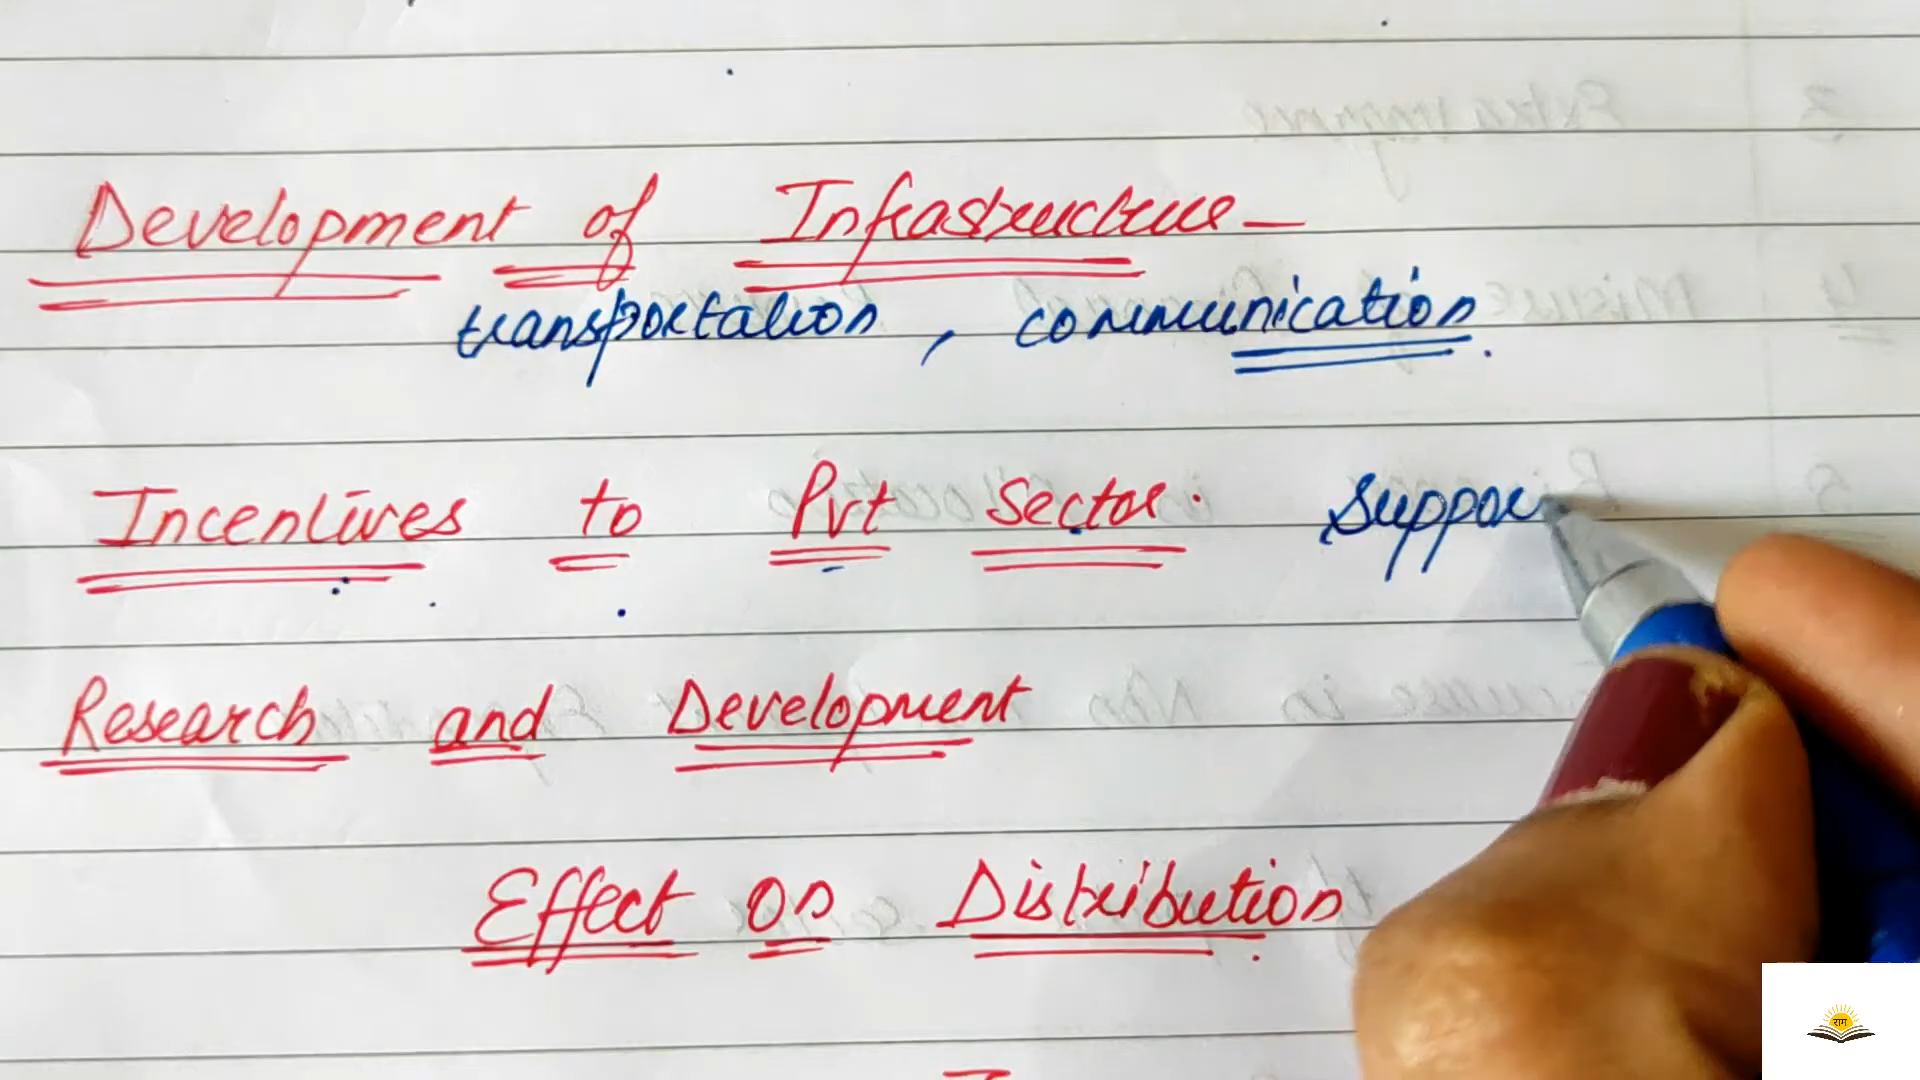 Development of Infrastructure —
transportation, communication.
Incentives to Pvt Sector. Suppor
Research and Development
Effect on Distribution
राम